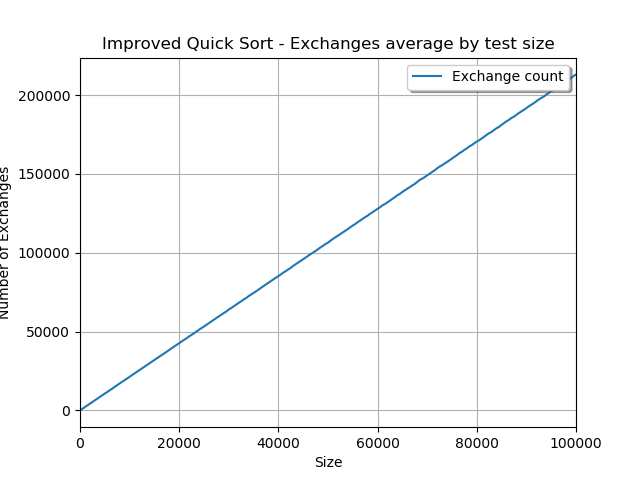 Improved Quick Sort - Exchanges average by test size
Exchange count
200000
150000
100000
50000
0
Number of Exchanges
0 20000 40000 60000 80000 100000
Size